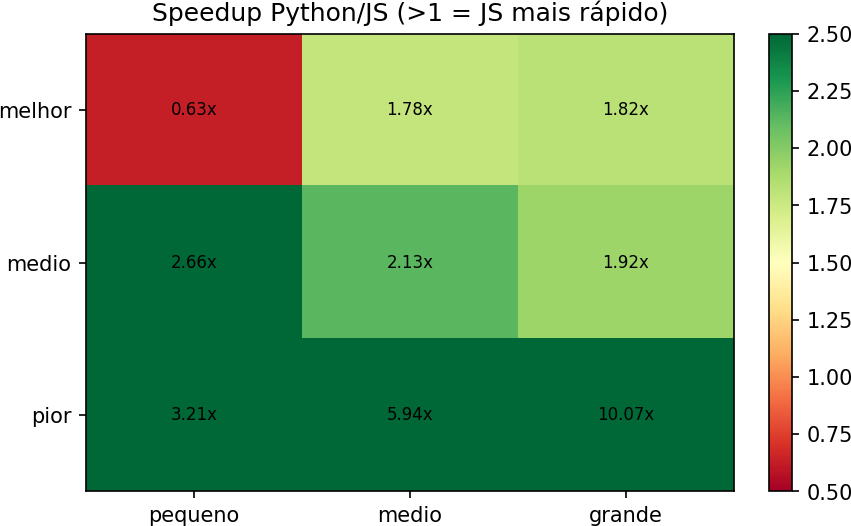 Speedup Python/JS (>1 = JS mais rápido)
melhor
0.63x
1.78x
1.82x
medio
2.66x
2.13x
1.92x
pior
3.21x
5.94x
10.07x
pequeno
medio
grande
2.50
2.25
2.00
1.75
1.50
1.25
1.00
0.75
0.50